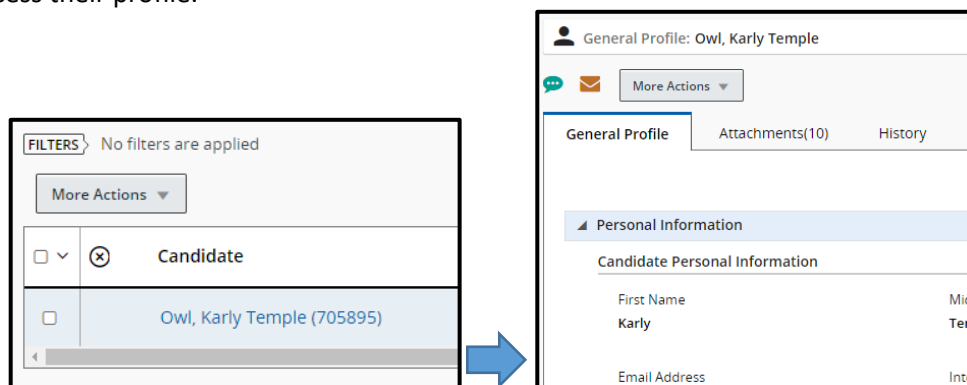 their profile.
FILTERS No filters are applied
More Actions
Candidate
Owl, Karly Temple (705895)
General Profile: Owl, Karly Temple
More Actions
General Profile Attachments(10) History
Personal Information
Candidate Personal Information
First Name
Karly
Email Address